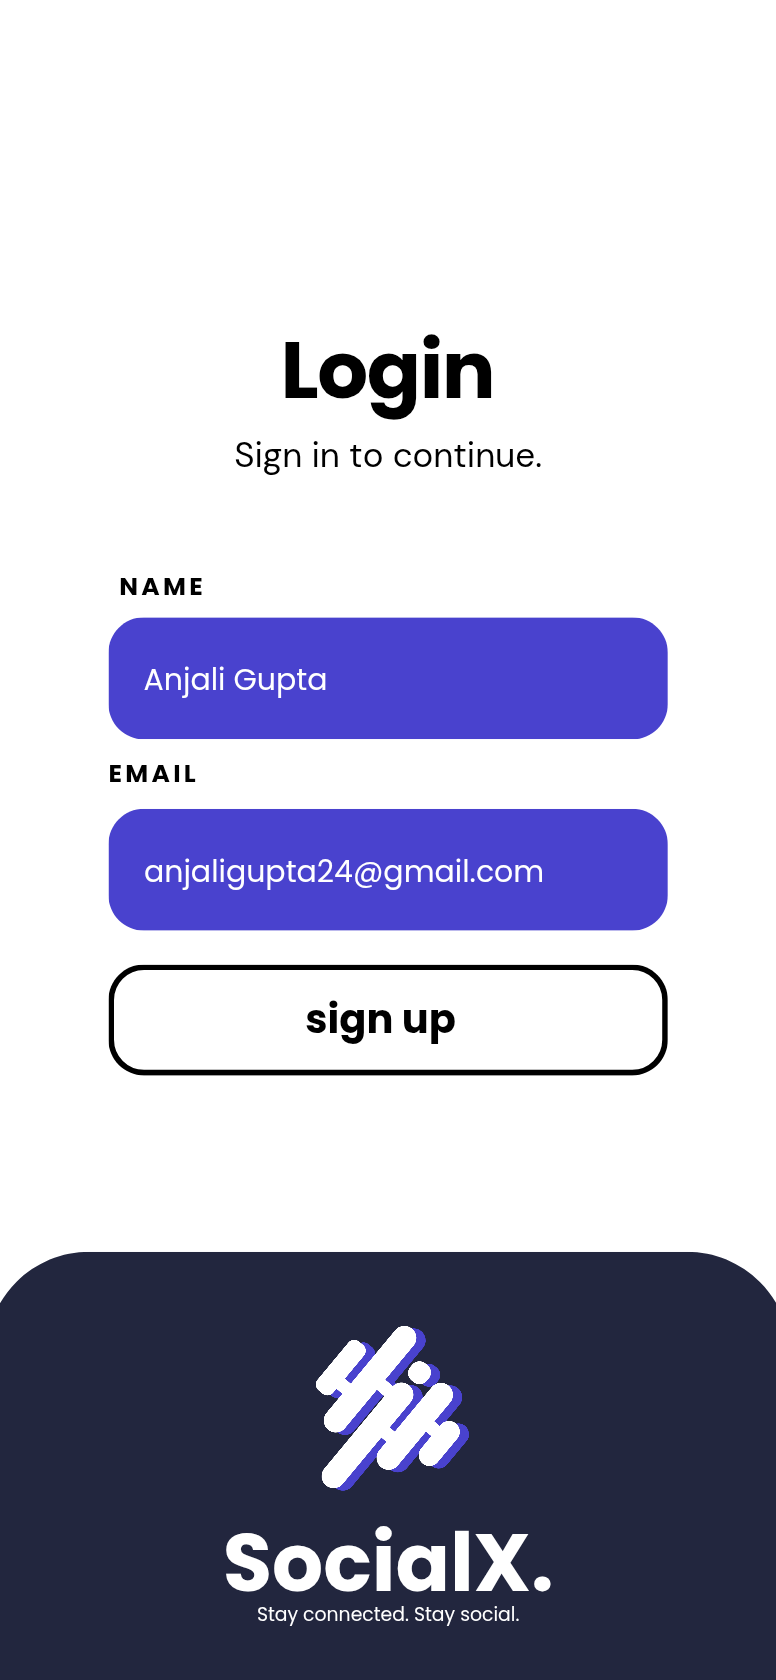 Login
Sign in to continue.
NAME
Anjali Gupta
EMAIL
anjaligupta24@gmail.com
sign up
SocialX.
Stay connected. Stay social.